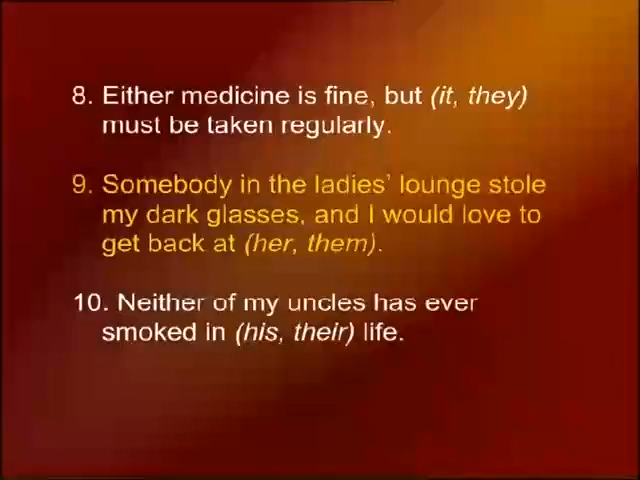 8. Either medicine is fine, but (it, they)
must be taken regularly.
9. Somebody in the ladies' lounge stole
my dark glasses, and I would love to
get back at (her, them).
10. Neither of my uncles has ever
smoked in (his, their) life.